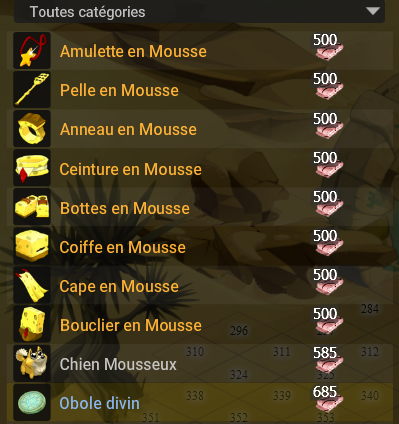 Toutes catégories
Amulette en Mousse 500
Pelle en Mousse 500
Anneau en Mousse 500
Ceinture en Mousse 500
Bottes en Mousse 500
Coiffe en Mousse 500
Cape en Mousse 500
284
Bouclier en Mousse 500
296
310 311 312
Chien Mousseux 585
324
338 339 340
Obole divin 685
351 352 353